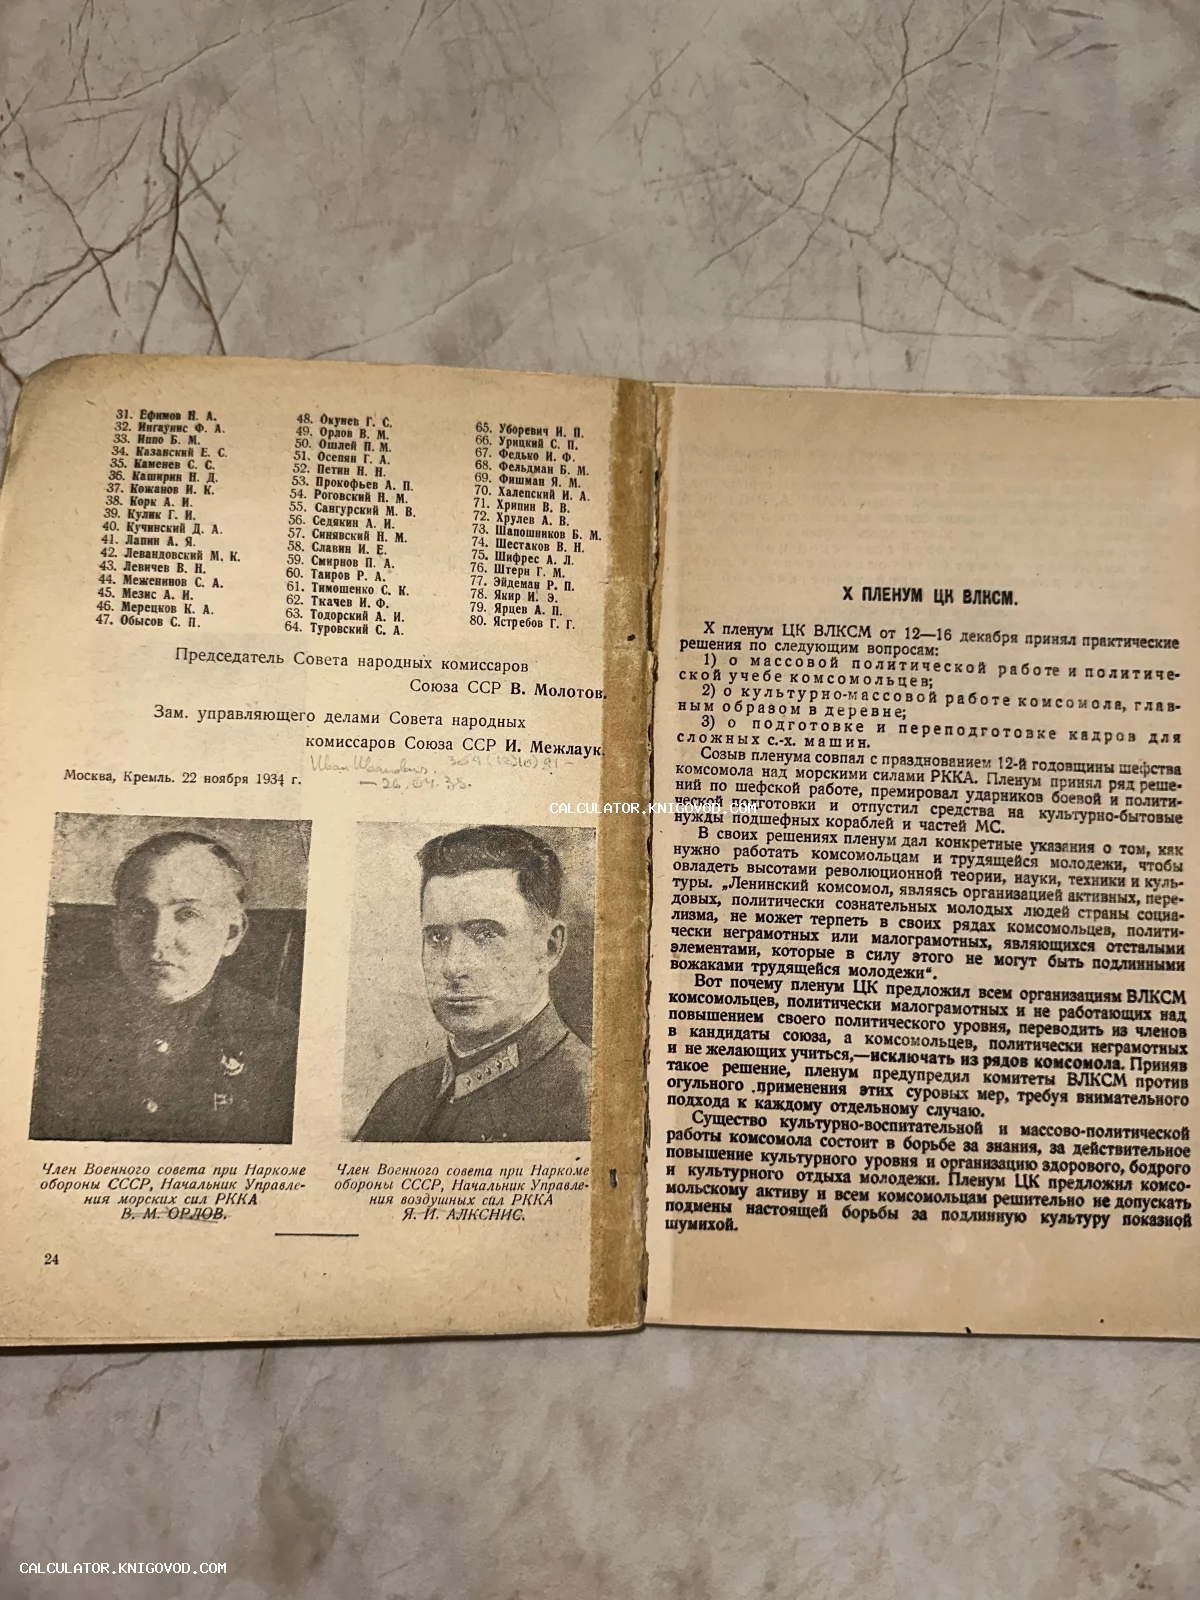 31. Ефимов Н. А.
32. Ингаунис Ф. А.
33. Иппо Б. М.
34. Казанский Е. С.
35. Каменев С. С.
36. Каширин Н. Д.
37. Кожанов И. К.
38. Корк А. И.
39. Кулик Г. И.
40. Кучинский Д. А.
41. Лапин А. Я.
42. Левандовский М. К.
43. Левичев В. Н.
44. Меженинов С. А.
45. Мезис А. И.
46. Мерецков К. А.
47. Обысов С. П.
48. Окунев Г. С.
49. Орлов В. М.
50. Ошлей П. М.
51. Осепян Г. А.
52. Петин Н. Н.
53. Прокофьев А. П.
54. Роговский Н. М.
55. Сангурский М. В.
56. Седякин А. И.
57. Синявский Н. М.
58. Славин И. Е.
59. Смирнов П. А.
60. Таиров Р. А.
61. Тимошенко С. К.
62. Ткачев И. Ф.
63. Тодорский А. И.
64. Туровский С. А.
65. Уборевич И. П.
66. Урицкий С. П.
67. Федько И. Ф.
68. Фельдман Б. М.
69. Фишман Я. М.
70. Халепский И. А.
71. Хрипин В. В.
72. Хрулев А. В.
73. Шапошников Б. М.
74. Шестаков В. Н.
75. Шифрес А. Л.
76. Штерн Г. М.
77. Эйдеман Р. П.
78. Якир И. Э.
79. Ярцев А. П.
80. Ястребов Г. Г.
Председатель Совета народных комиссаров
Союза ССР В. Молотов.
Зам. управляющего делами Совета народных
комиссаров Союза ССР И. Межлаук.
Москва, Кремль. 22 ноября 1934 г.
Член Военного совета при Наркоме
обороны СССР, Начальник Управле-
ния морских сил РККА
В. М. ОРЛОВ.
Член Военного совета при Наркоме
обороны СССР, Начальник Управле-
ния воздушных сил РККА
Я. И. АЛКСНИС.
24
X ПЛЕНУМ ЦК ВЛКСМ.
X пленум ЦК ВЛКСМ от 12—16 декабря принял практические
решения по следующим вопросам:
1) о массовой политической работе и политиче-
ской учебе комсомольцев;
2) о культурно-массовой работе комсомола, глав-
ным образом в деревне;
3) о подготовке и переподготовке кадров для
сложных с.-х. машин.
Созыв пленума совпал с празднованием 12-й годовщины шефства
комсомола над морскими силами РККА. Пленум принял ряд реше-
ний по шефской работе, премировал ударников боевой и полити-
ческой подготовки и отпустил средства на культурно-бытовые
нужды подшефных кораблей и частей МС.
В своих решениях пленум дал конкретные указания о том, как
нужно работать комсомольцам и трудящейся молодежи, чтобы
овладеть высотами революционной теории, науки, техники и куль-
туры. „Ленинский комсомол, являясь организацией активных, пере-
довых, политически сознательных молодых людей страны социа-
лизма, не может терпеть в своих рядах комсомольцев, полити-
чески неграмотных или малограмотных, являющихся отсталыми
элементами, которые в силу этого не могут быть подлинными
вожаками трудящейся молодежи“.
Вот почему пленум ЦК предложил всем организациям ВЛКСМ
комсомольцев, политически малограмотных и не работающих над
повышением своего политического уровня, переводить из членов
в кандидаты союза, а комсомольцев, политически неграмотных
и не желающих учиться,—исключать из рядов комсомола. Приняв
такое решение, пленум предупредил комитеты ВЛКСМ против
огульного применения этих суровых мер, требуя внимательного
подхода к каждому отдельному случаю.
Существо культурно-воспитательной и массово-политической
работы комсомола состоит в борьбе за знания, за действительное
повышение культурного уровня и организацию здорового, бодрого
и культурного отдыха молодежи. Пленум ЦК предложил комсо-
мольскому активу и всем комсомольцам решительно не допускать
подмены настоящей борьбы за подлинную культуру показной
шумихой.
CALCULATOR.KNIGOVOD.COM
CALCULATOR.KNIGOVOD.COM